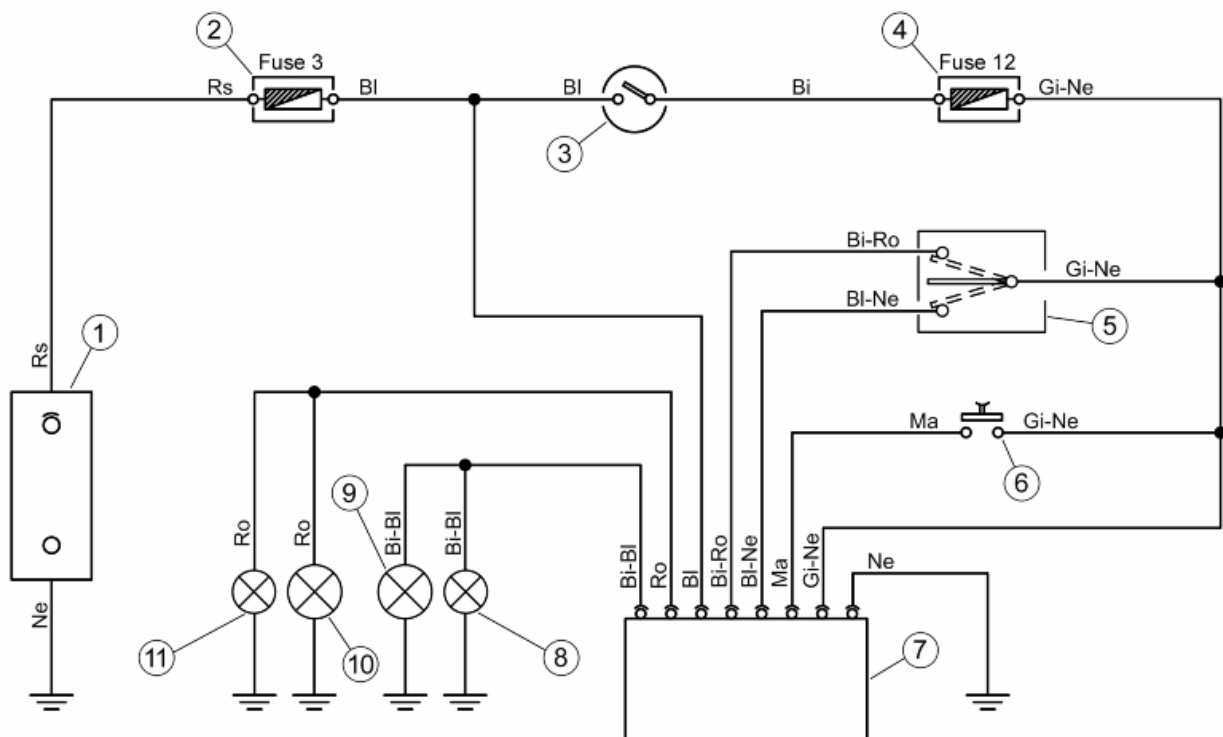 2
Fuse 3
4
Fuse 12
Rs
Bl
Bl
Bi
Gi-Ne
3
Bi-Ro
Gi-Ne
Bl-Ne
5
1
Rs
Ma
Gi-Ne
6
9
Ro
Ro
Bi-Bl
Bi-Bl
Bi-Bl
Ro
Bl
Bi-Ro
Bl-Ne
Ma
Gi-Ne
Ne
Ne
11
10
8
7